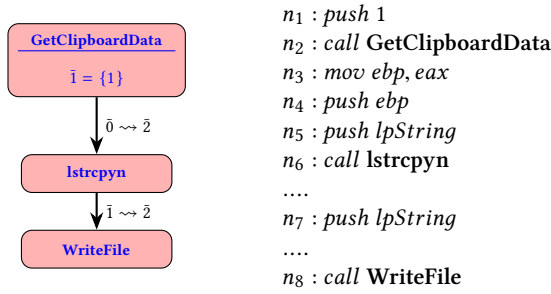 GetClipboardData
1̄ = {1}
0̄ ⇝ 2̄
lstrcpyn
1̄ ⇝ 2̄
WriteFile
n₁ : push 1
n₂ : call GetClipboardData
n₃ : mov ebp, eax
n₄ : push ebp
n₅ : push lpString
n₆ : call lstrcpyn
....
n₇ : push lpString
....
n₈ : call WriteFile